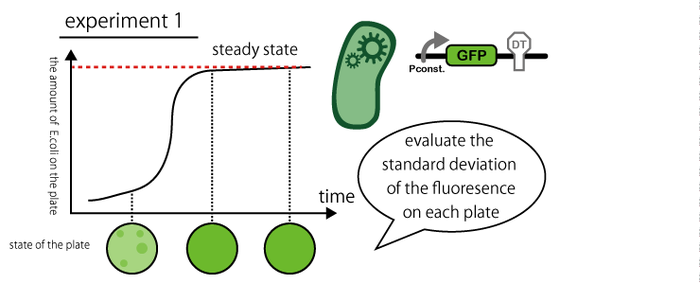 experiment 1
steady state
the amount of E.coli on the plate
time
state of the plate
Pconst.
GFP
DT
evaluate the
standard deviation
of the fluoresence
on each plate